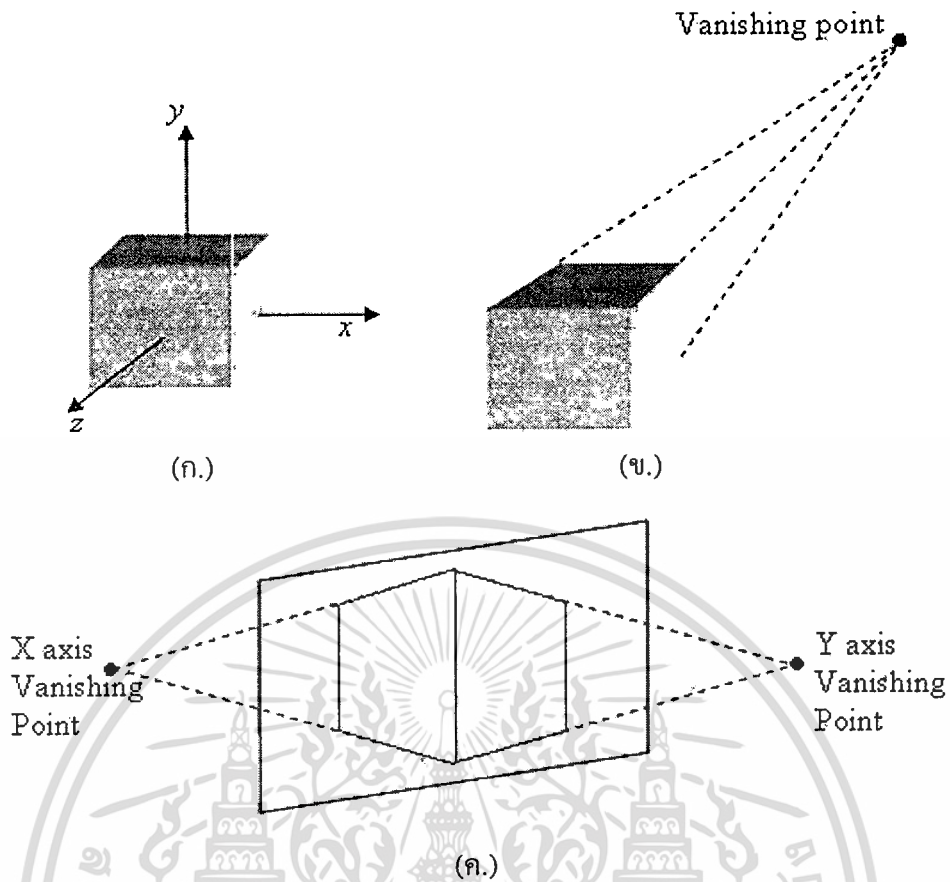 Vanishing point
y
x
z
(ก.)
(ข.)
X axis
Vanishing
Point
Y axis
Vanishing
Point
(ค.)